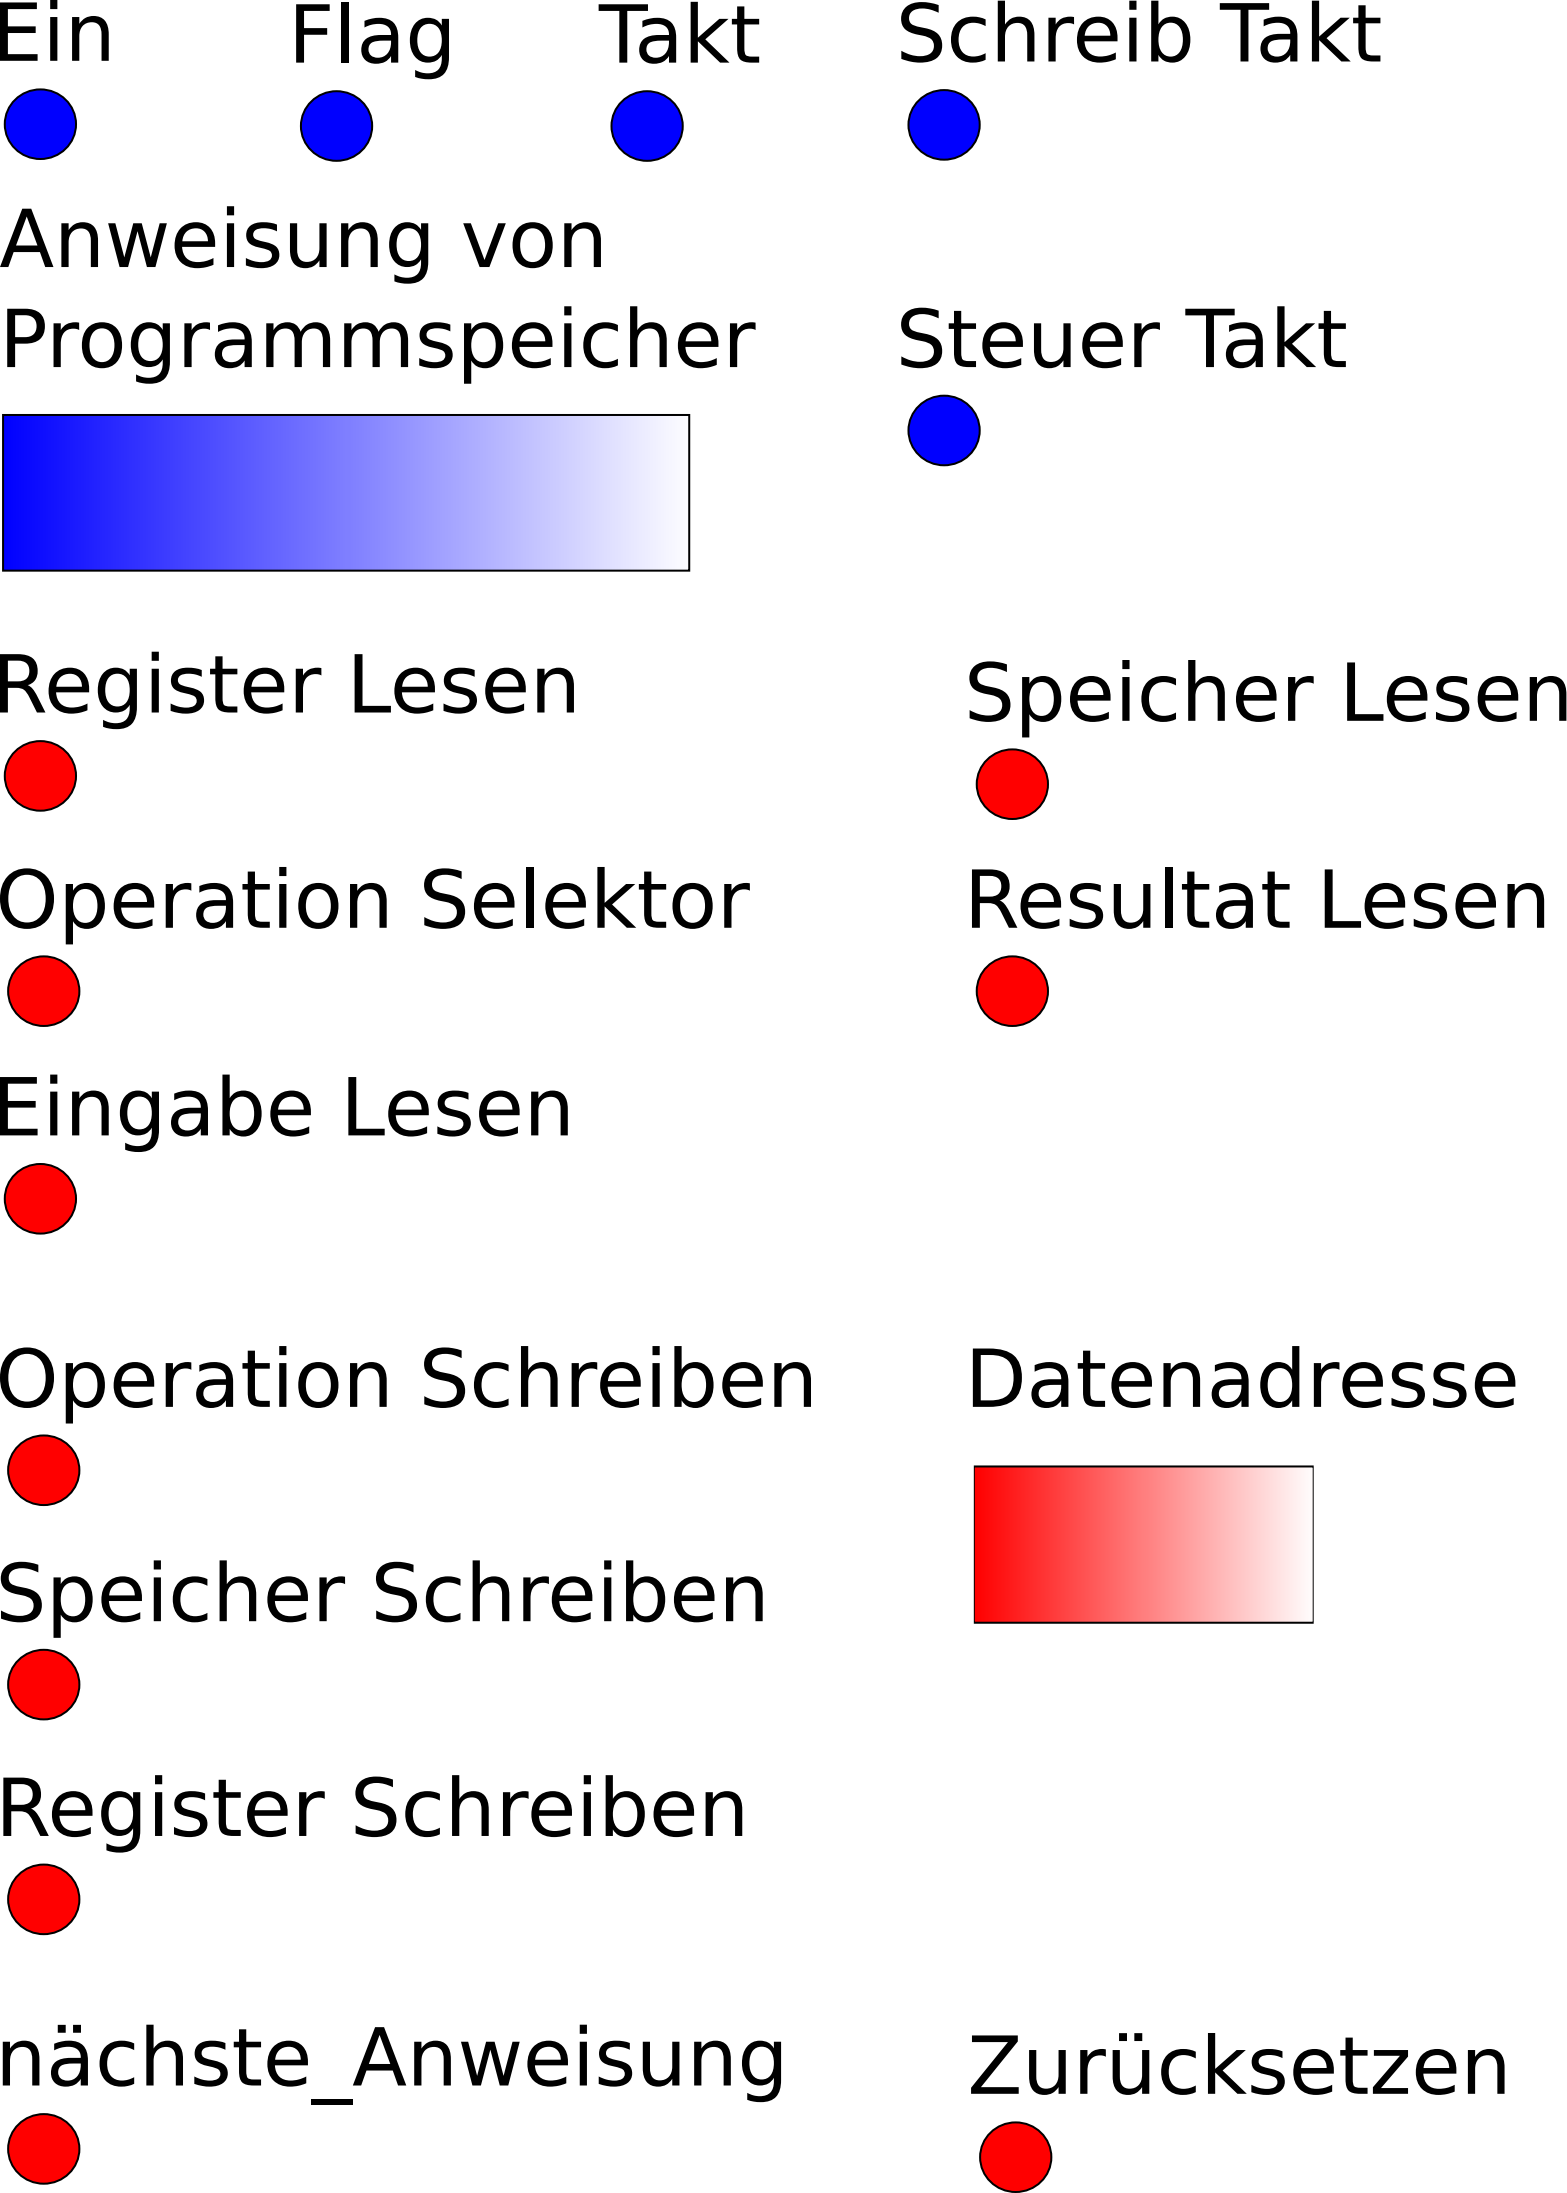 Ein
Flag
Takt
Schreib Takt
Anweisung von
Programmspeicher
Steuer Takt
Register Lesen
Speicher Lesen
Operation Selektor
Resultat Lesen
Eingabe Lesen
Operation Schreiben
Datenadresse
Speicher Schreiben
Register Schreiben
nächste_Anweisung
Zurücksetzen